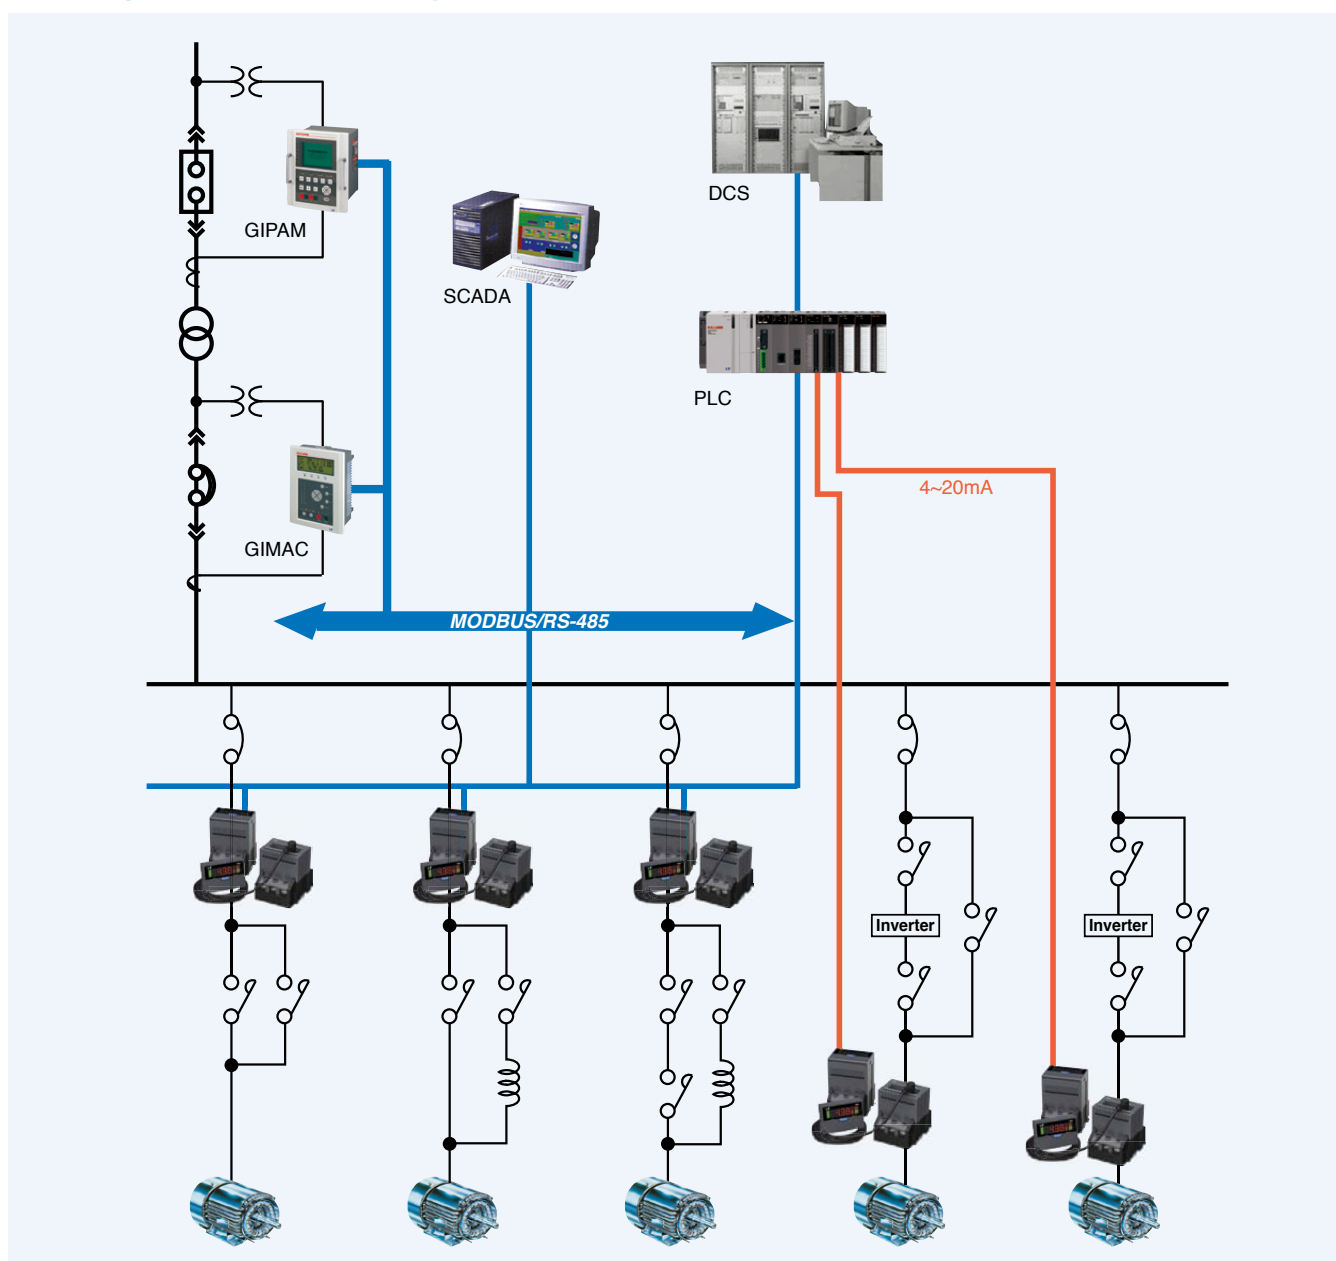 DCS
GIPAM
SCADA
PLC
4~20mA
GIMAC
MODBUS/RS-485
Inverter
Inverter